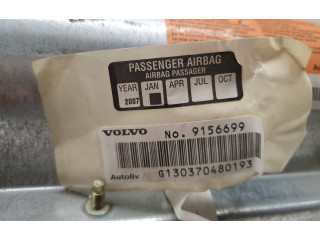 PASSENGER AIRBAG
AIRBAG PASSAGER
YEAR JAN APR JUL OCT
2007
VOLVO No. 9156699
Autoliv G130370480193